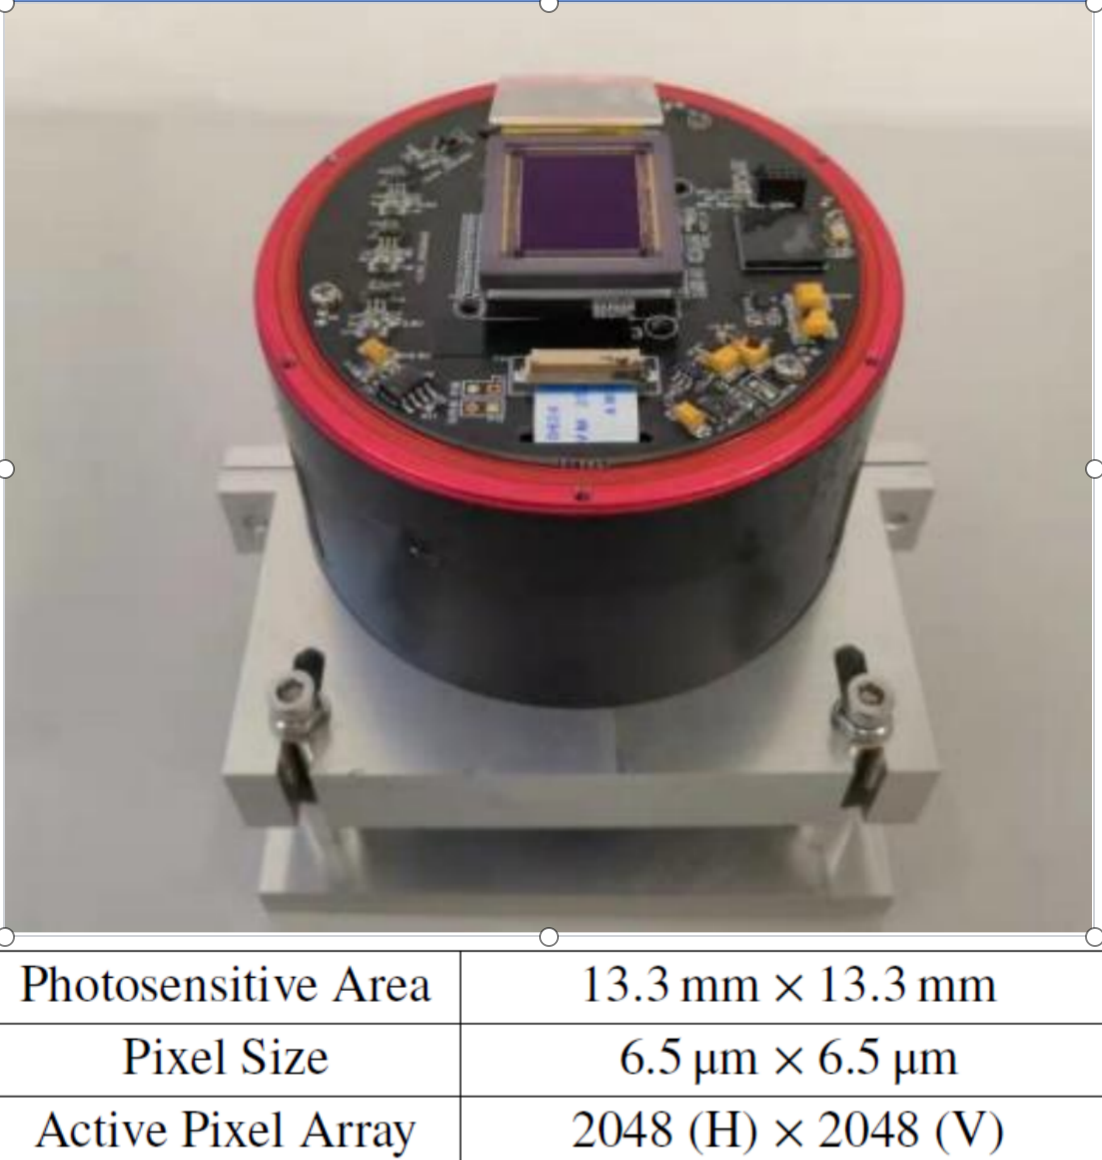 Photosensitive Area 13.3 mm × 13.3 mm
Pixel Size 6.5 μm × 6.5 μm
Active Pixel Array 2048 (H) × 2048 (V)